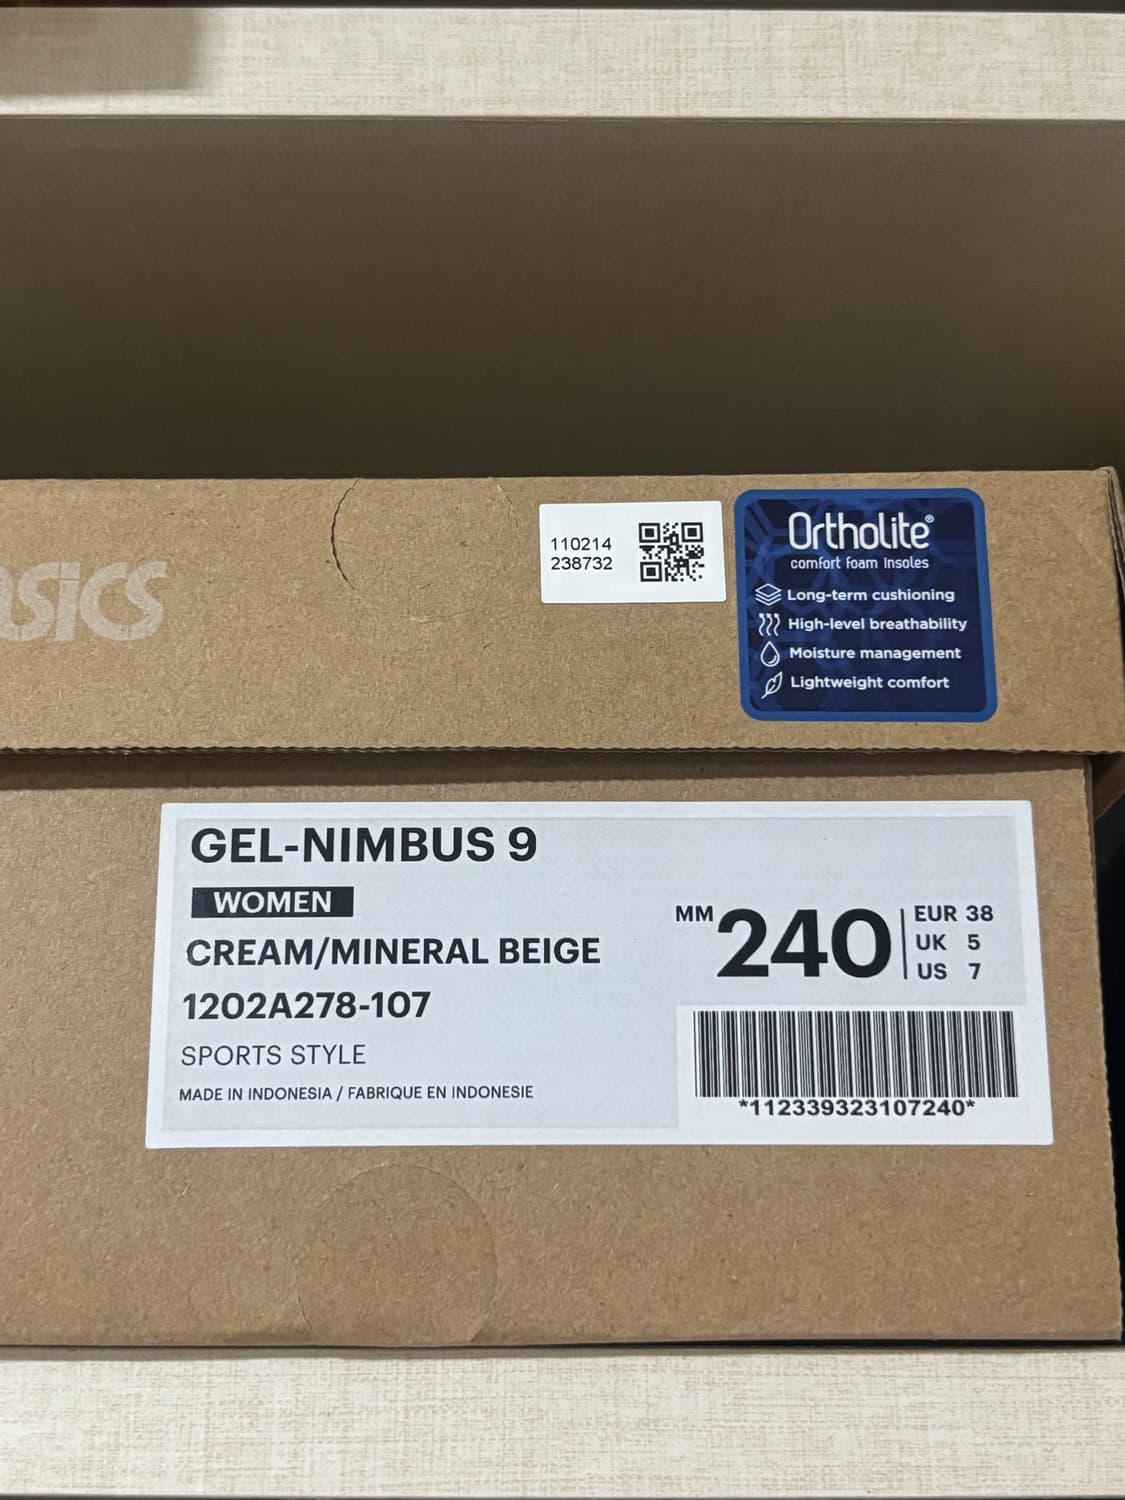 asics
110214
238732
Ortholite®
comfort foam insoles
Long-term cushioning
High-level breathability
Moisture management
Lightweight comfort
GEL-NIMBUS 9
WOMEN
CREAM/MINERAL BEIGE
1202A278-107
SPORTS STYLE
MADE IN INDONESIA / FABRIQUE EN INDONESIE
MM 240
EUR 38
UK 5
US 7
*112339323107240*